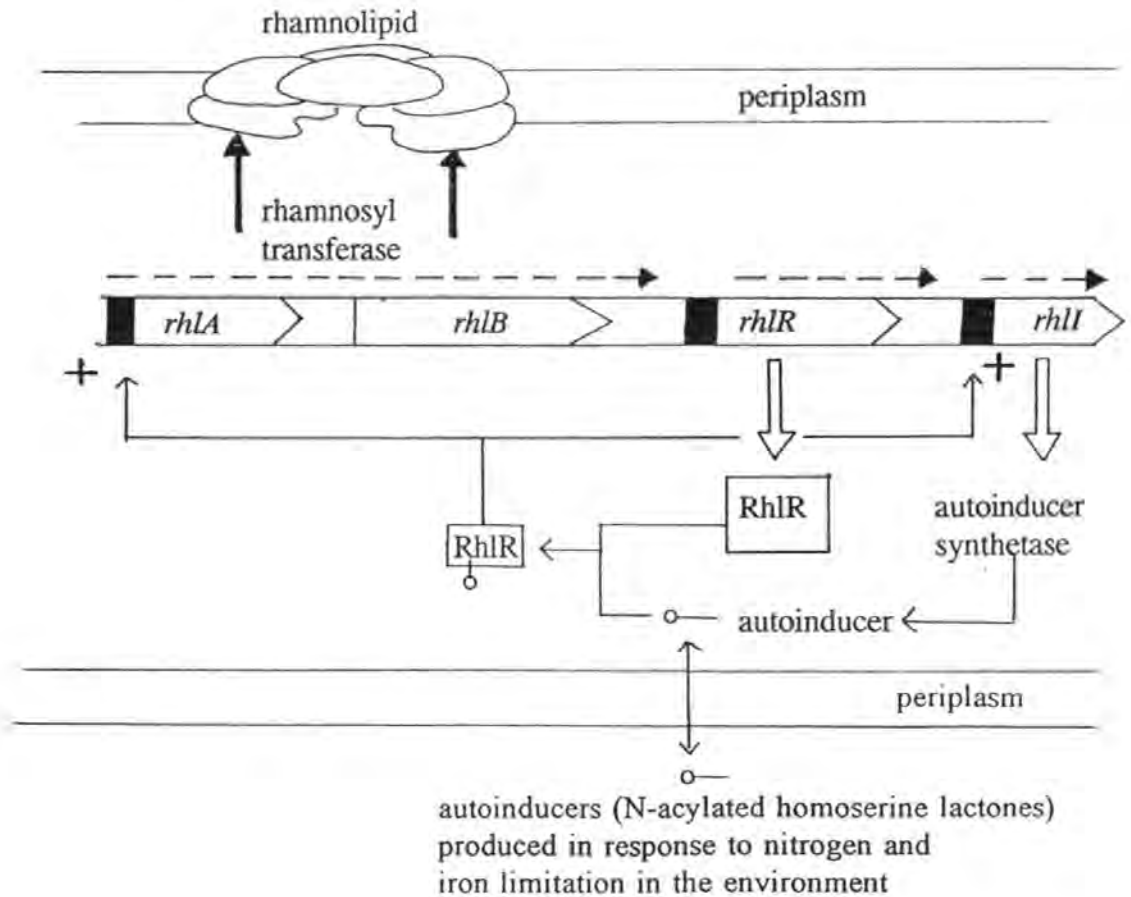 rhamnolipid
periplasm
rhamnosyl
transferase
rhlA
rhlB
rhlR
rhlI
+
+
RhlR
RhlR
autoinducer
synthetase
autoinducer
periplasm
autoinducers (N-acylated homoserine lactones)
produced in response to nitrogen and
iron limitation in the environment